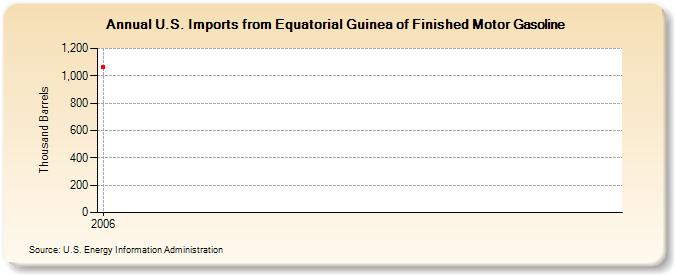 Annual U.S. Imports from Equatorial Guinea of Finished Motor Gasoline
Thousand Barrels
1,200
1,000
800
600
400
200
0
2006
Source: U.S. Energy Information Administration